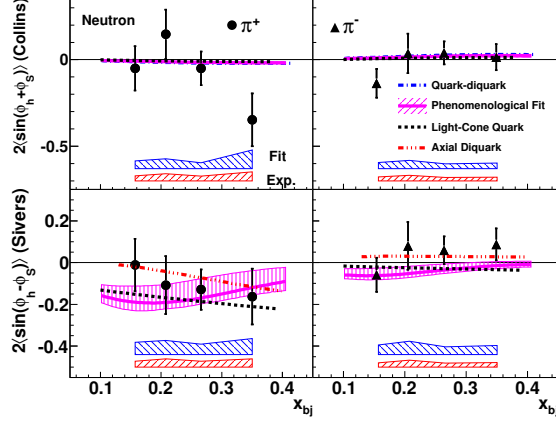 Neutron
π+
π-
2⟨sin(ϕh+ϕS)⟩ (Collins)
0
-0.5
Quark-diquark
Phenomenological Fit
Light-Cone Quark
Axial Diquark
Fit
Exp.
2⟨sin(ϕh-ϕS)⟩ (Sivers)
0.2
0
-0.2
-0.4
0.1 0.2 0.3 0.4 0.1 0.2 0.3 0.4
xbj xb